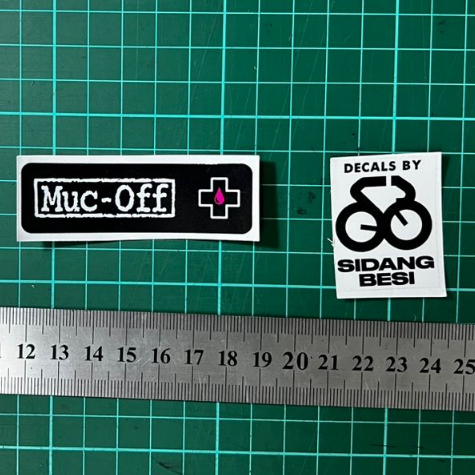 Muc-Off
DECALS BY
SIDANG
BESI
12 13 14 15 16 17 18 19 20 21 22 23 24 25